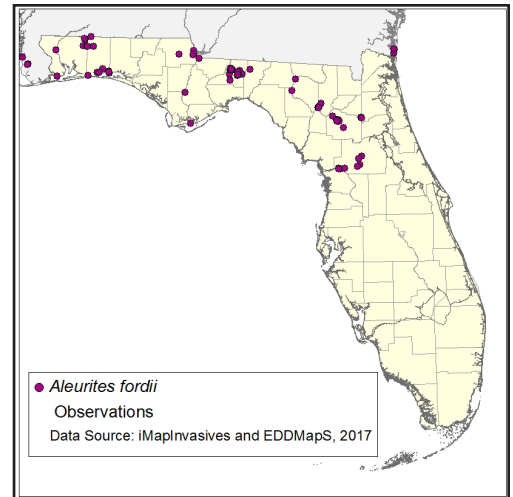 Aleurites fordii
Observations
Data Source: iMapInvasives and EDDMapS, 2017